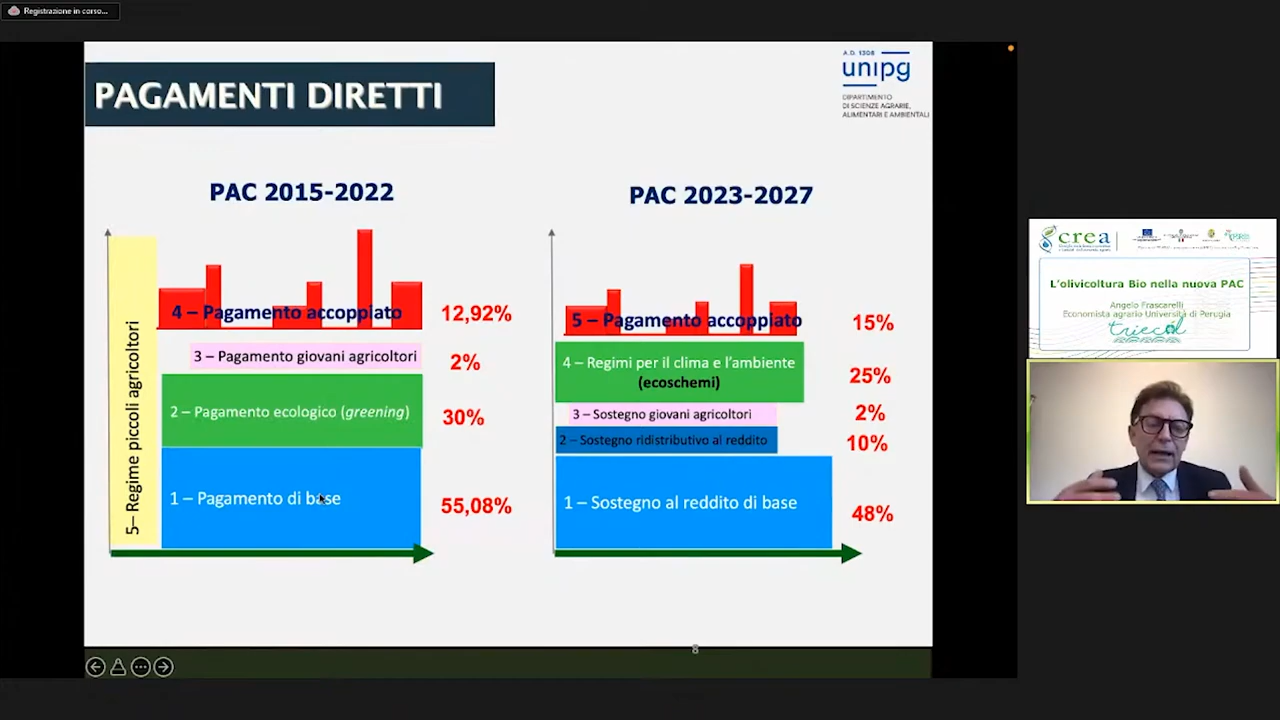 Registrazione in corso...
PAGAMENTI DIRETTI
A.D. 1308
unipg
DIPARTIMENTO
DI SCIENZE AGRARIE,
ALIMENTARI E AMBIENTALI
PAC 2015-2022
5– Regime piccoli agricoltori
4 – Pagamento accoppiato 12,92%
3 – Pagamento giovani agricoltori 2%
2 – Pagamento ecologico (greening) 30%
1 – Pagamento di base 55,08%
PAC 2023-2027
5 – Pagamento accoppiato 15%
4 – Regimi per il clima e l'ambiente
(ecoschemi) 25%
3 – Sostegno giovani agricoltori 2%
2 – Sostegno ridistributivo al reddito 10%
1 – Sostegno al reddito di base 48%
8
crea
L'olivicoltura Bio nella nuova PAC
Angelo Frascarelli
Economista agrario Università di Perugia